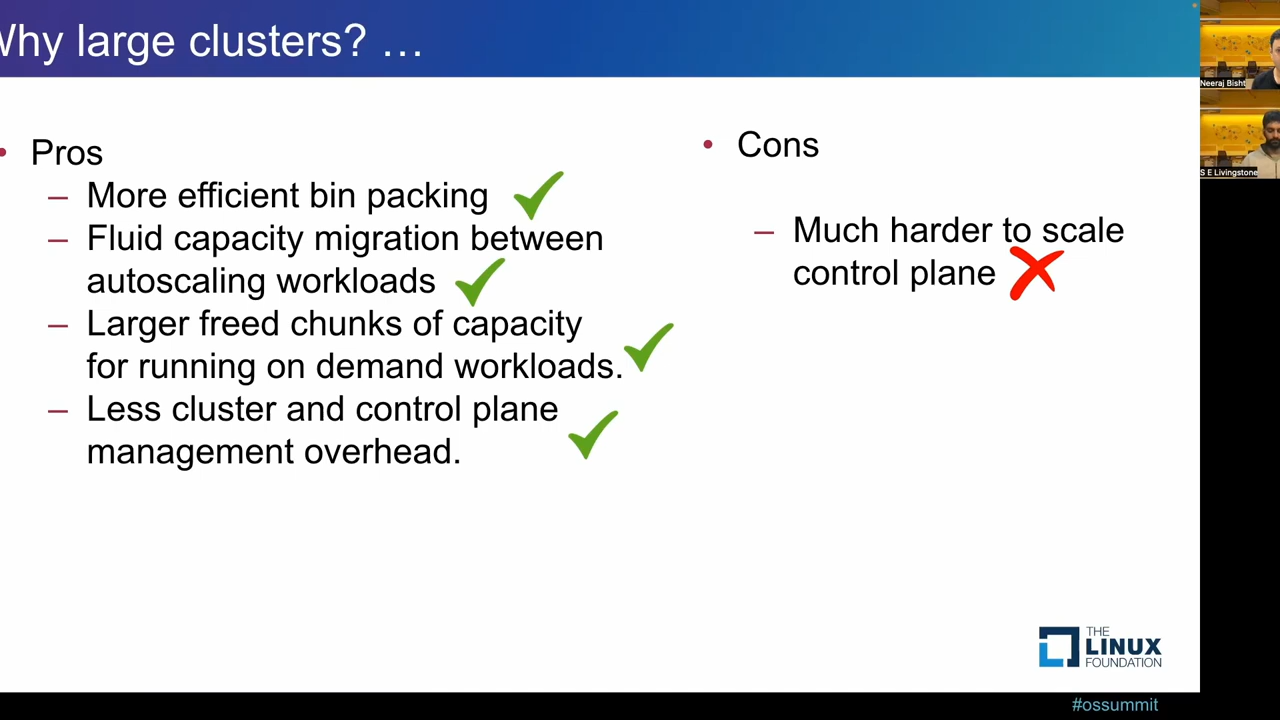 Why large clusters? …
• Pros
– More efficient bin packing
– Fluid capacity migration between
autoscaling workloads
– Larger freed chunks of capacity
for running on demand workloads.
– Less cluster and control plane
management overhead.
• Cons
– Much harder to scale
control plane
Neeraj Bisht
S E Livingstone
THE
LINUX
FOUNDATION
#ossummit